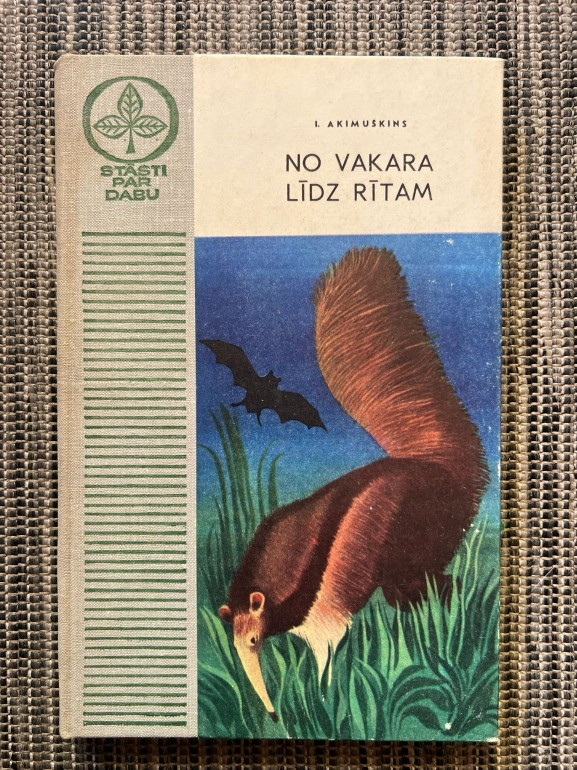 STĀSTI
PAR
DABU
I. AKIMUŠKINS
NO VAKARA
LĪDZ RĪTAM